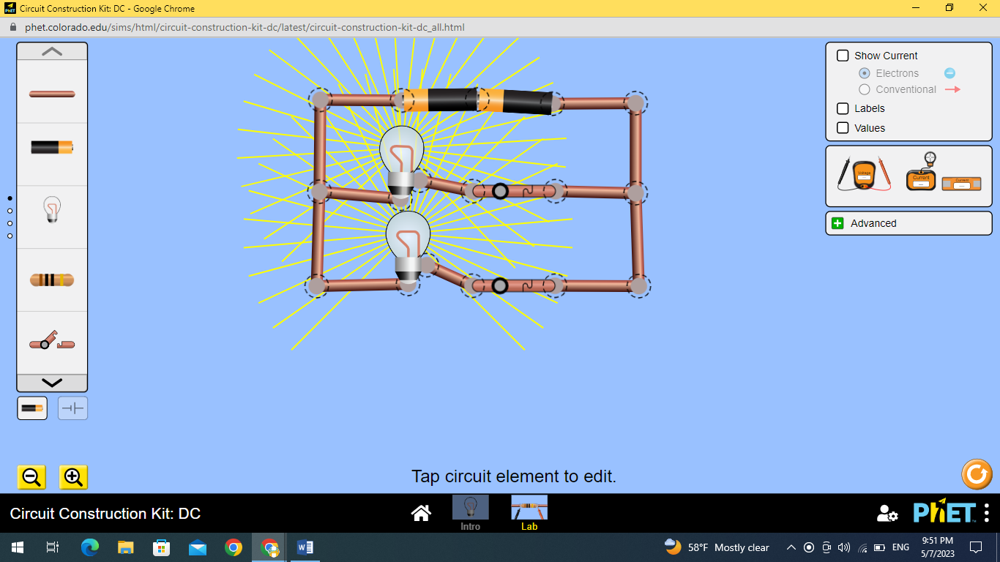 Circuit Construction Kit: DC - Google Chrome
phet.colorado.edu/sims/html/circuit-construction-kit-dc/latest/circuit-construction-kit-dc_all.html
Show Current
Electrons
Conventional
Labels
Values
Voltage
Current
Current
Advanced
Tap circuit element to edit.
Circuit Construction Kit: DC
Intro
Lab
PhET
58°F Mostly clear
ENG
9:51 PM
5/7/2023